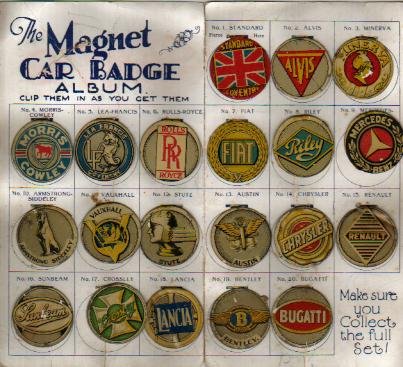 The Magnet
CAR BADGE
ALBUM
CLIP THEM IN AS YOU GET THEM
No. 1. STANDARD
Here
STANDARD
COVENTRY
No. 2. ALVIS
ALVIS
No. 3. MINERVA
MINERVA
No. 4. MORRIS-
COWLEY
MORRIS
COWLEY
No. 5. LEA-FRANCIS
LEA FRANCIS
No. 6. ROLLS-ROYCE
ROLLS
RR
ROYCE
No. 7. FIAT
FIAT
No. 8. RILEY
Riley
No. 9. MERCEDES-
MERCEDES
BENZ
No. 10. ARMSTRONG-
SIDDELEY
ARMSTRONG SIDDELEY
VAUXHALL
VAUXHALL
No. 12. STUTZ
STUTZ
No. 13. AUSTIN
AUSTIN
No. 14. CHRYSLER
CHRYSLER
No. 15. RENAULT
RENAULT
No. 16. SUNBEAM
Sunbeam
No. 17. CROSSLEY
Crossley
No. 18. LANCIA
LANCIA
No. 19. BENTLEY
B
BENTLEY
No. 20. BUGATTI
BUGATTI
Make sure
you
Collect
the full
Set!